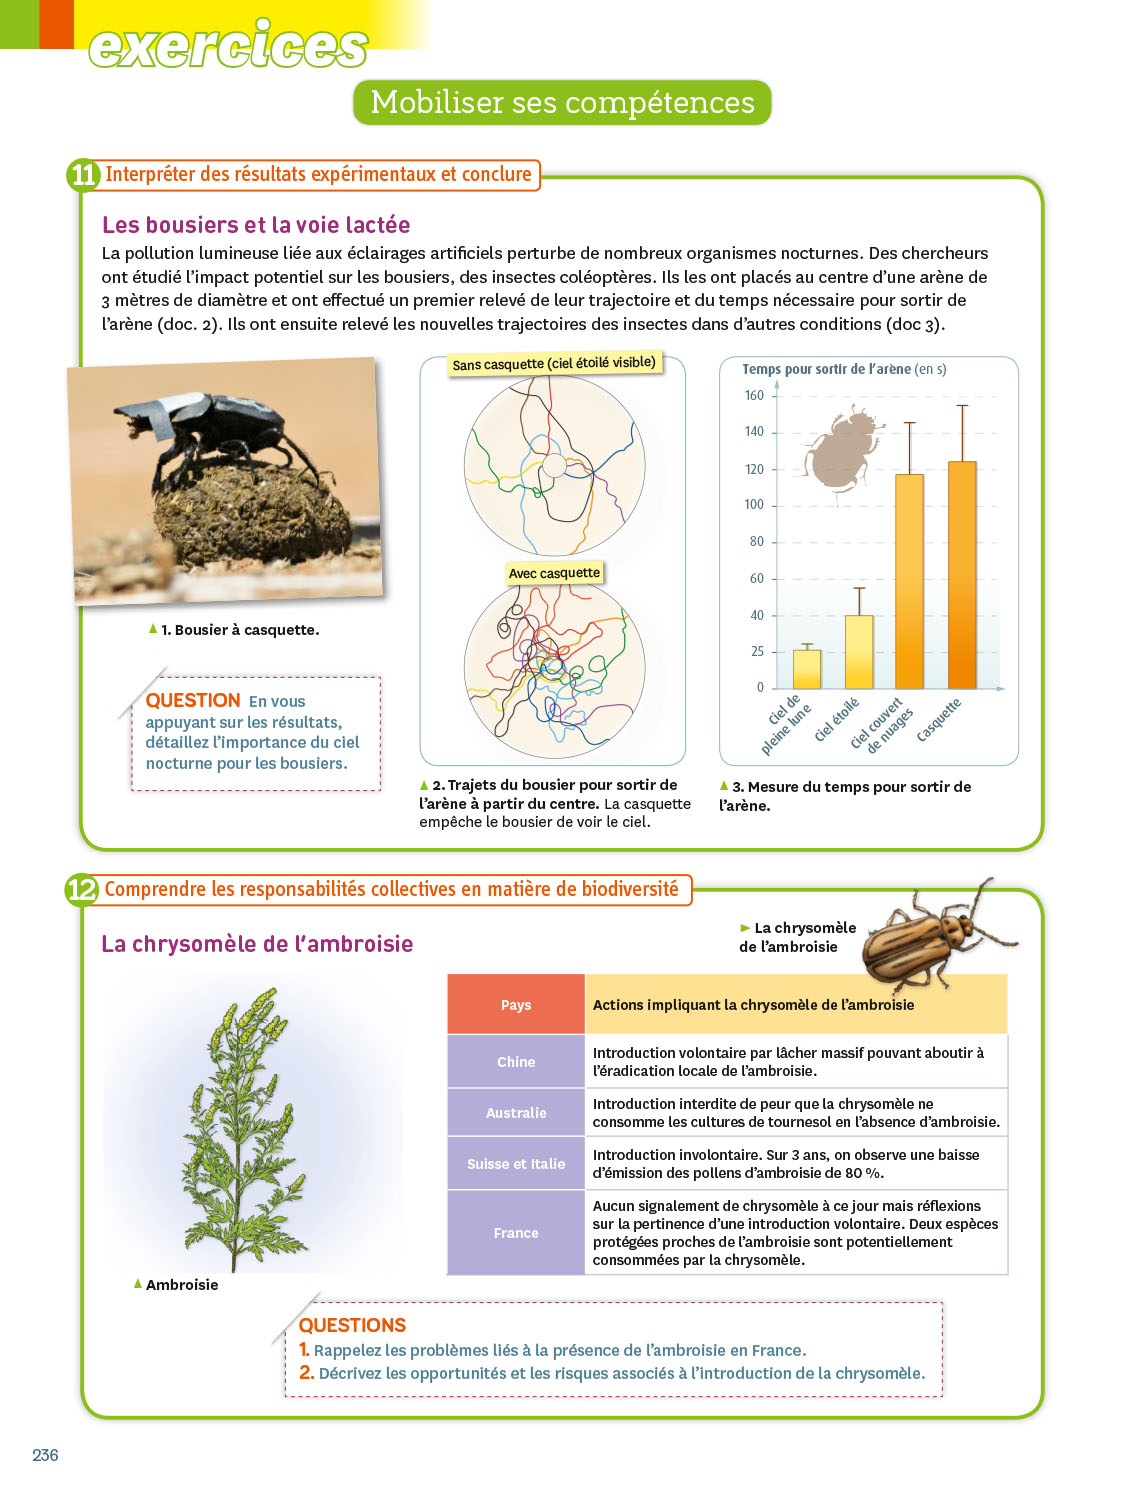 exercices
Mobiliser ses compétences
11 Interpréter des résultats expérimentaux et conclure
Les bousiers et la voie lactée
La pollution lumineuse liée aux éclairages artificiels perturbe de nombreux organismes nocturnes. Des chercheurs
ont étudié l'impact potentiel sur les bousiers, des insectes coléoptères. Ils les ont placés au centre d'une arène de
3 mètres de diamètre et ont effectué un premier relevé de leur trajectoire et du temps nécessaire pour sortir de
l'arène (doc. 2). Ils ont ensuite relevé les nouvelles trajectoires des insectes dans d'autres conditions (doc 3).
1. Bousier à casquette.
QUESTION En vous
appuyant sur les résultats,
détaillez l'importance du ciel
nocturne pour les bousiers.
Sans casquette (ciel étoilé visible)
Avec casquette
2. Trajets du bousier pour sortir de
l'arène à partir du centre. La casquette
empêche le bousier de voir le ciel.
Temps pour sortir de l'arène (en s)
160
140
120
100
80
60
40
25
0
Ciel de
pleine lune
Ciel étoilé
Ciel couvert
de nuages
Casquette
3. Mesure du temps pour sortir de
l'arène.
12 Comprendre les responsabilités collectives en matière de biodiversité
La chrysomèle de l'ambroisie
La chrysomèle
de l'ambroisie
Ambroisie
Pays
Actions impliquant la chrysomèle de l'ambroisie
Chine
Introduction volontaire par lâcher massif pouvant aboutir à
l'éradication locale de l'ambroisie.
Australie
Introduction interdite de peur que la chrysomèle ne
consomme les cultures de tournesol en l'absence d'ambroisie.
Suisse et Italie
Introduction involontaire. Sur 3 ans, on observe une baisse
d'émission des pollens d'ambroisie de 80 %.
France
Aucun signalement de chrysomèle à ce jour mais réflexions
sur la pertinence d'une introduction volontaire. Deux espèces
protégées proches de l'ambroisie sont potentiellement
consommées par la chrysomèle.
QUESTIONS
1. Rappelez les problèmes liés à la présence de l'ambroisie en France.
2. Décrivez les opportunités et les risques associés à l'introduction de la chrysomèle.
236